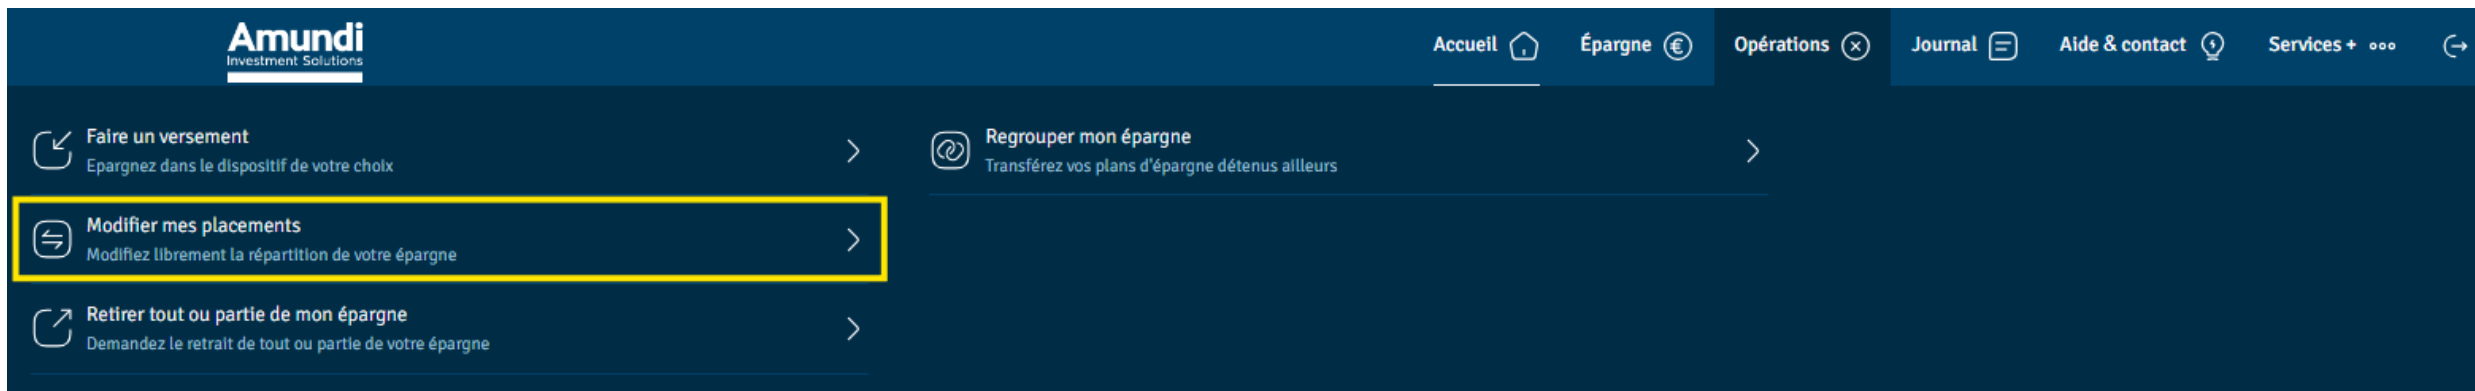 Amundi
Investment Solutions
Accueil
Épargne
Opérations
Journal
Aide & contact
Services +
Faire un versement
Epargnez dans le dispositif de votre choix
Regrouper mon épargne
Transférez vos plans d'épargne détenus ailleurs
Modifier mes placements
Modifiez librement la répartition de votre épargne
Retirer tout ou partie de mon épargne
Demandez le retrait de tout ou partie de votre épargne